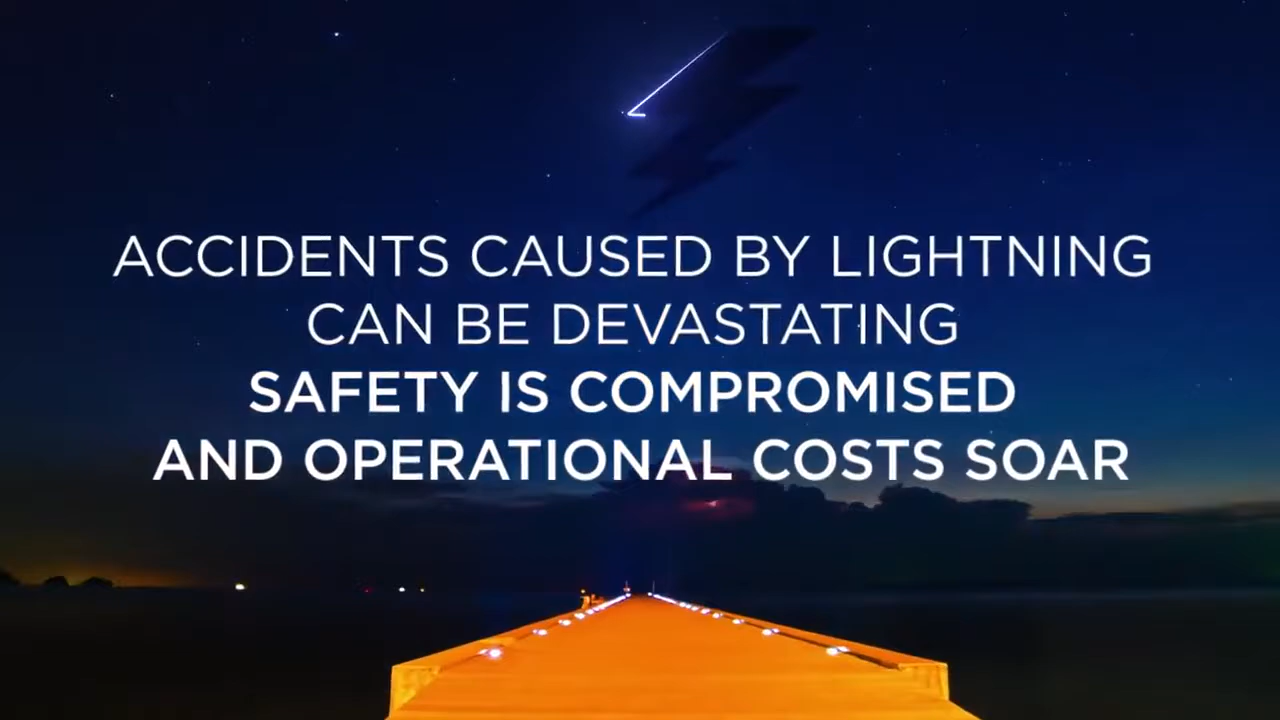 ACCIDENTS CAUSED BY LIGHTNING
CAN BE DEVASTATING
SAFETY IS COMPROMISED
AND OPERATIONAL COSTS SOAR